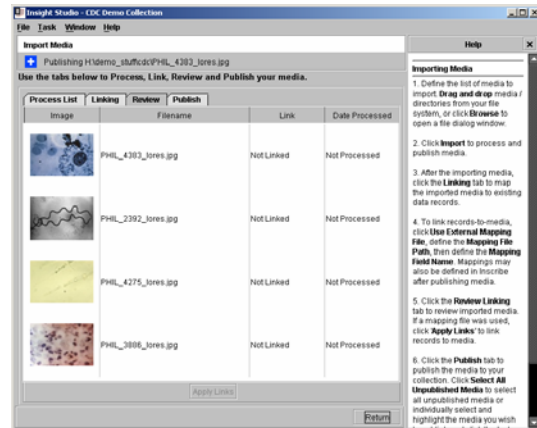 Insight Studio - CDC Demo Collection
File Task Window Help
Import Media
Publishing H:\demo_stuff\cdc\PHIL_4383_lores.jpg
Use the tabs below to Process, Link, Review and Publish your media.
Process List Linking Review Publish
Image Filename Link Date Processed
PHIL_4383_lores.jpg Not Linked Not Processed
PHIL_2392_lores.jpg Not Linked Not Processed
PHIL_4275_lores.jpg Not Linked Not Processed
PHIL_3886_lores.jpg Not Linked Not Processed
Apply Links
Return
Help
Importing Media
1. Define the list of media to
import. Drag and drop media /
directories from your file
system, or click Browse to
open a file dialog window.
2. Click Import to process and
publish media.
3. After the importing media,
click the Linking tab to map
the imported media to existing
data records.
4. To link records-to-media,
click Use External Mapping
File, define the Mapping File
Path, then define the Mapping
Field Name. Mappings may
also be defined in Inscribe
after publishing media.
5. Click the Review Linking
tab to review imported media.
If a mapping file was used,
click 'Apply Links' to link
records to media.
6. Click the Publish tab to
publish the media to your
collection. Click Select All
Unpublished Media to select
all unpublished media or
individually select and
highlight the media you wish